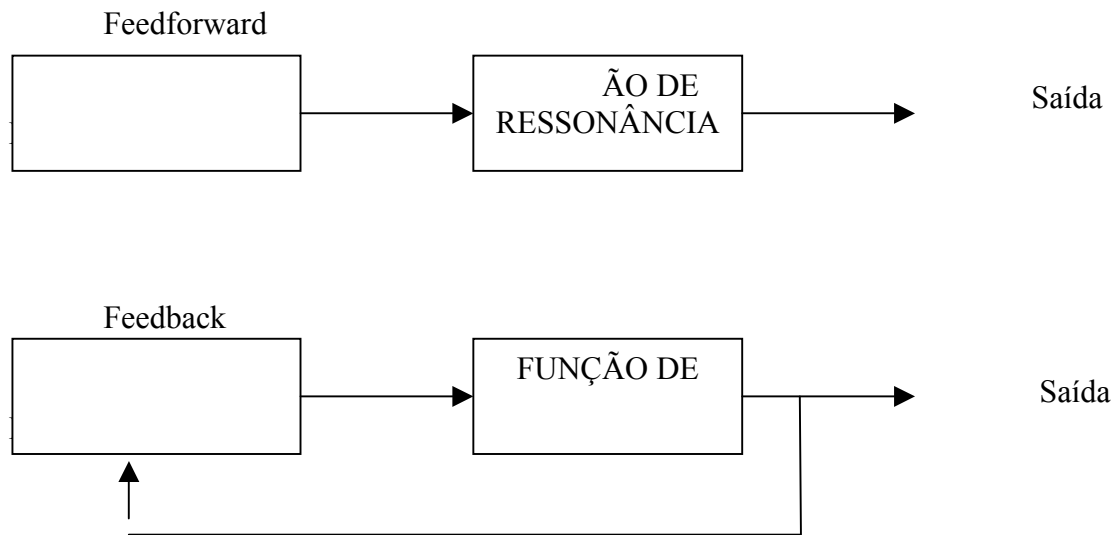 Feedforward
ÃO DE
RESSONÂNCIA
Saída
Feedback
FUNÇÃO DE
Saída